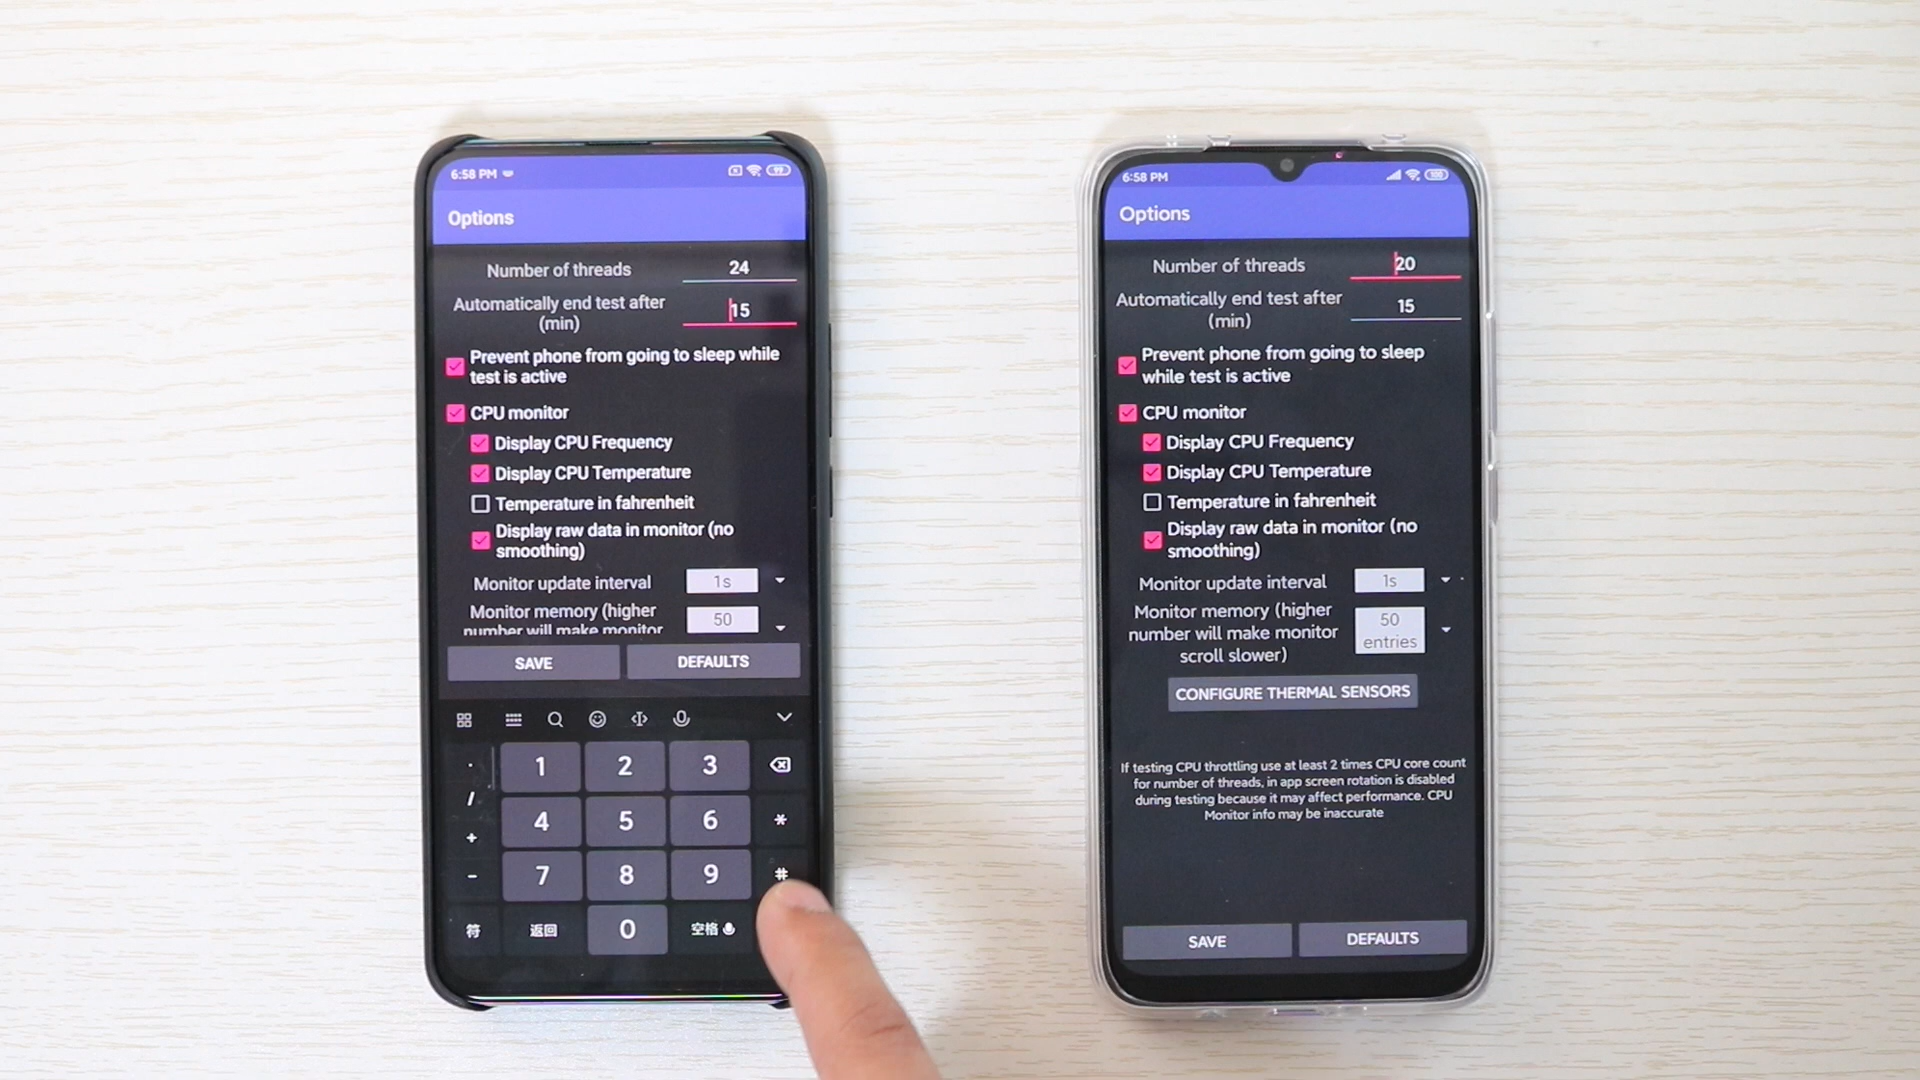 6:58 PM
99
Options
Number of threads
24
Automatically end test after
(min)
15
Prevent phone from going to sleep while
test is active
CPU monitor
Display CPU Frequency
Display CPU Temperature
Temperature in fahrenheit
Display raw data in monitor (no
smoothing)
Monitor update interval
1s
Monitor memory (higher
number will make monitor
50
SAVE
DEFAULTS
.
1
2
3
/
4
5
6
*
+
7
8
9
#
-
符
返回
0
空格
6:58 PM
100
Options
Number of threads
20
Automatically end test after
(min)
15
Prevent phone from going to sleep
while test is active
CPU monitor
Display CPU Frequency
Display CPU Temperature
Temperature in fahrenheit
Display raw data in monitor (no
smoothing)
Monitor update interval
1s
Monitor memory (higher
number will make monitor
scroll slower)
50
entries
CONFIGURE THERMAL SENSORS
If testing CPU throttling use at least 2 times CPU core count
for number of threads, in app screen rotation is disabled
during testing because it may affect performance. CPU
Monitor info may be inaccurate
SAVE
DEFAULTS